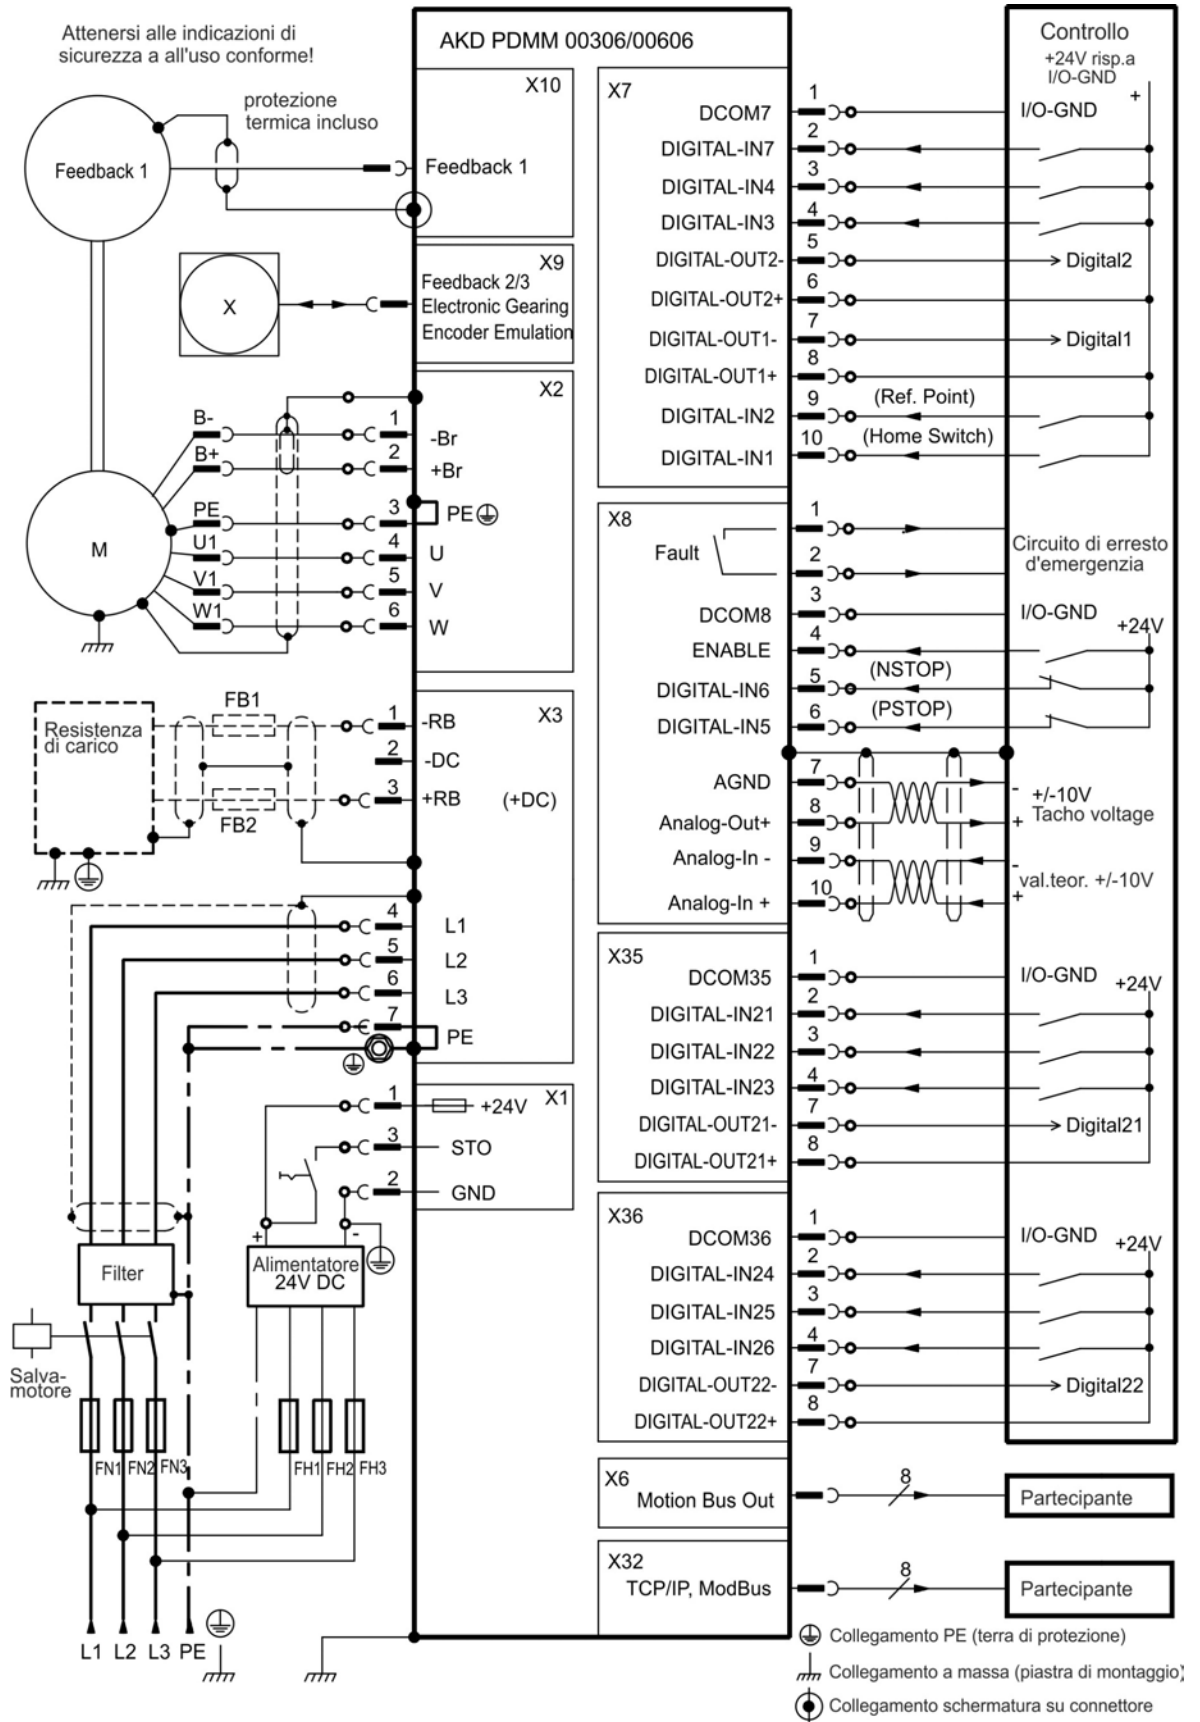 Attenersi alle indicazioni di
sicurezza a all'uso conforme!
AKD PDMM 00306/00606
Controllo
+24V risp.a
I/O-GND
+
X10
protezione
termica incluso
Feedback 1
Feedback 1
X9
Feedback 2/3
Electronic Gearing
Encoder Emulation
X
X2
B-
1
-Br
B+
2
+Br
PE
3
PE
U1
4
U
V1
5
V
W1
6
W
M
X3
Resistenza
di carico
FB1
1
-RB
2
-DC
3
+RB
(+DC)
FB2
4
L1
5
L2
6
L3
7
PE
X1
1
+24V
3
STO
2
GND
+
-
Alimentatore
24V DC
Filter
Salva-
motore
FN1
FN2
FN3
FH1
FH2
FH3
L1
L2
L3
PE
X7
DCOM7
1
I/O-GND
DIGITAL-IN7
2
DIGITAL-IN4
3
DIGITAL-IN3
4
DIGITAL-OUT2-
5
Digital2
DIGITAL-OUT2+
6
DIGITAL-OUT1-
7
Digital1
DIGITAL-OUT1+
8
DIGITAL-IN2
9
(Ref. Point)
DIGITAL-IN1
10
(Home Switch)
X8
Fault
1
2
Circuito di erresto
d'emergenzia
DCOM8
3
I/O-GND
+24V
ENABLE
4
DIGITAL-IN6
5
(NSTOP)
DIGITAL-IN5
6
(PSTOP)
AGND
7
-
+/-10V
Tacho voltage
Analog-Out+
8
+
Analog-In -
9
-
val.teor. +/-10V
Analog-In +
10
+
X35
DCOM35
1
I/O-GND
+24V
DIGITAL-IN21
2
DIGITAL-IN22
3
DIGITAL-IN23
4
DIGITAL-OUT21-
7
Digital21
DIGITAL-OUT21+
8
X36
DCOM36
1
I/O-GND
+24V
DIGITAL-IN24
2
DIGITAL-IN25
3
DIGITAL-IN26
4
DIGITAL-OUT22-
7
Digital22
DIGITAL-OUT22+
8
X6
Motion Bus Out
8
Partecipante
X32
TCP/IP, ModBus
8
Partecipante
Collegamento PE (terra di protezione)
Collegamento a massa (piastra di montaggio)
Collegamento schermatura su connettore